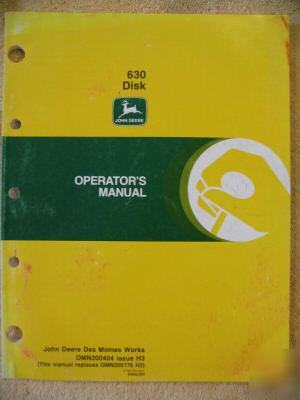 630
Disk
JOHN DEERE
OPERATOR'S
MANUAL
John Deere Des Moines Works
OMN200404 issue H3
(This manual replaces OMN200176 H2)
ENGLISH